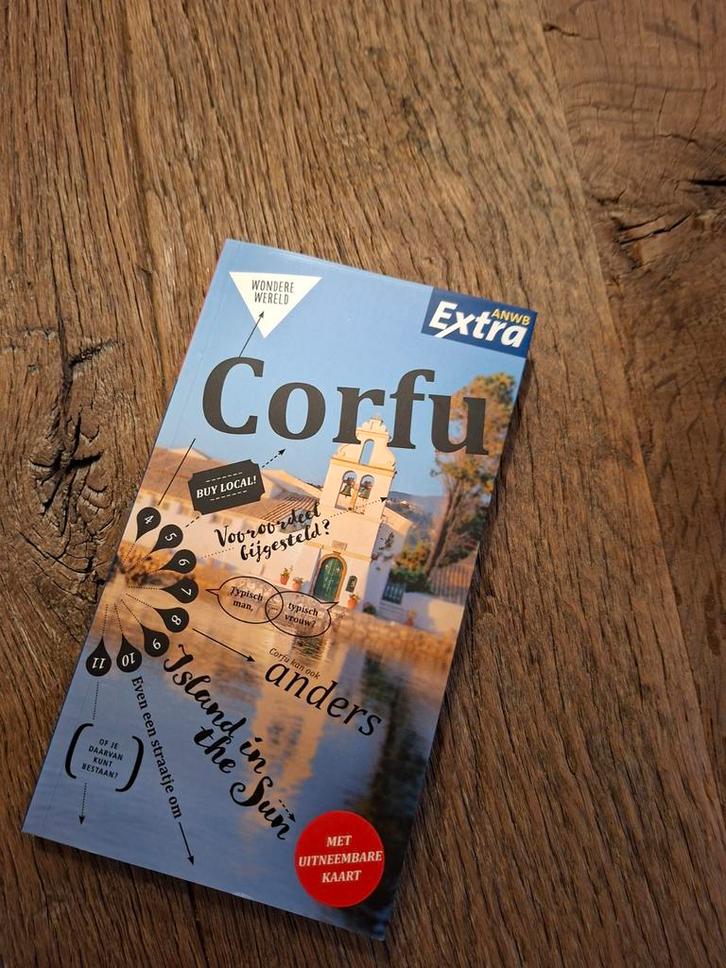 WONDERE
WERELD
ANWB
Extra
Corfu
BUY LOCAL!
Vooroordeel
bijgesteld?
4
5
6
7
8
9
10
11
Typisch
man,
...
typisch
vrouw?
Corfu kan ook
anders
Island in
the Sun
Even een straatje om
OF JE
DAARVAN
KUNT
BESTAAN?
MET
UITNEEMBARE
KAART